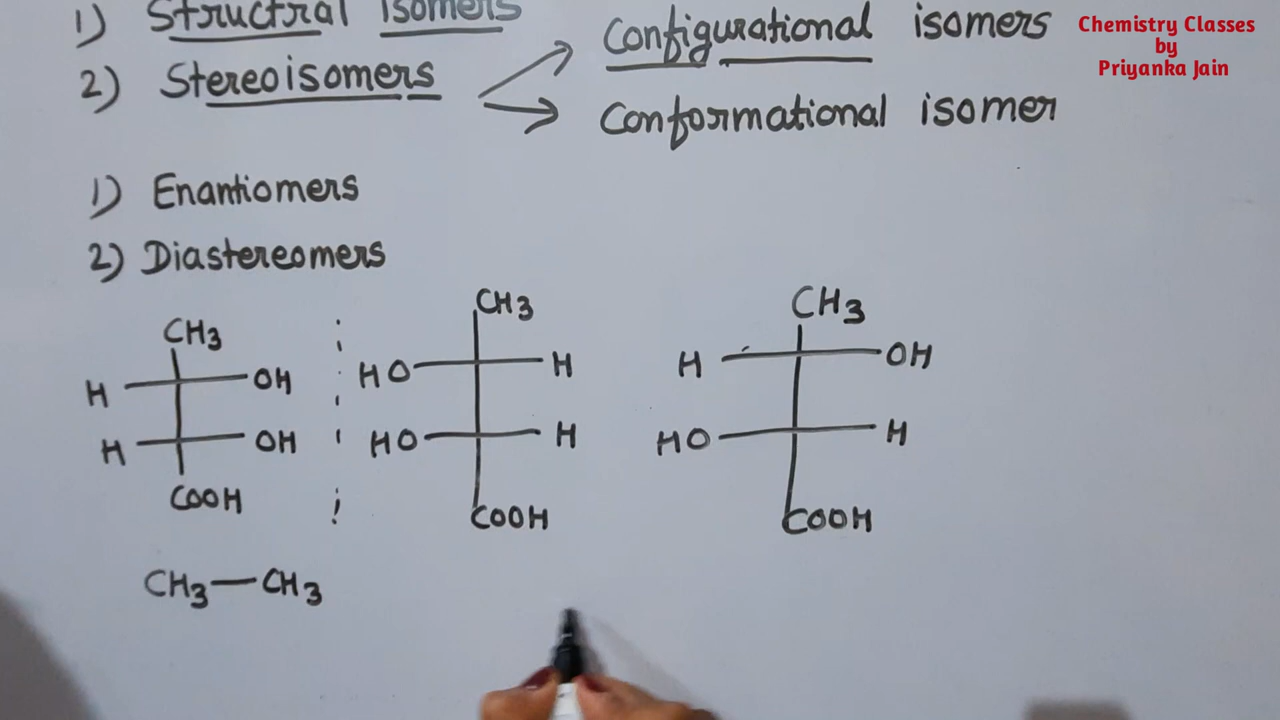 1) Structral isomers
2) Stereoisomers
Configurational isomers
Conformational isomer
Chemistry Classes
by
Priyanka Jain
1) Enantiomers
2) Diastereomers
CH3
H OH
H OH
COOH
CH3
HO H
HO H
COOH
CH3
H OH
HO H
COOH
CH3—CH3